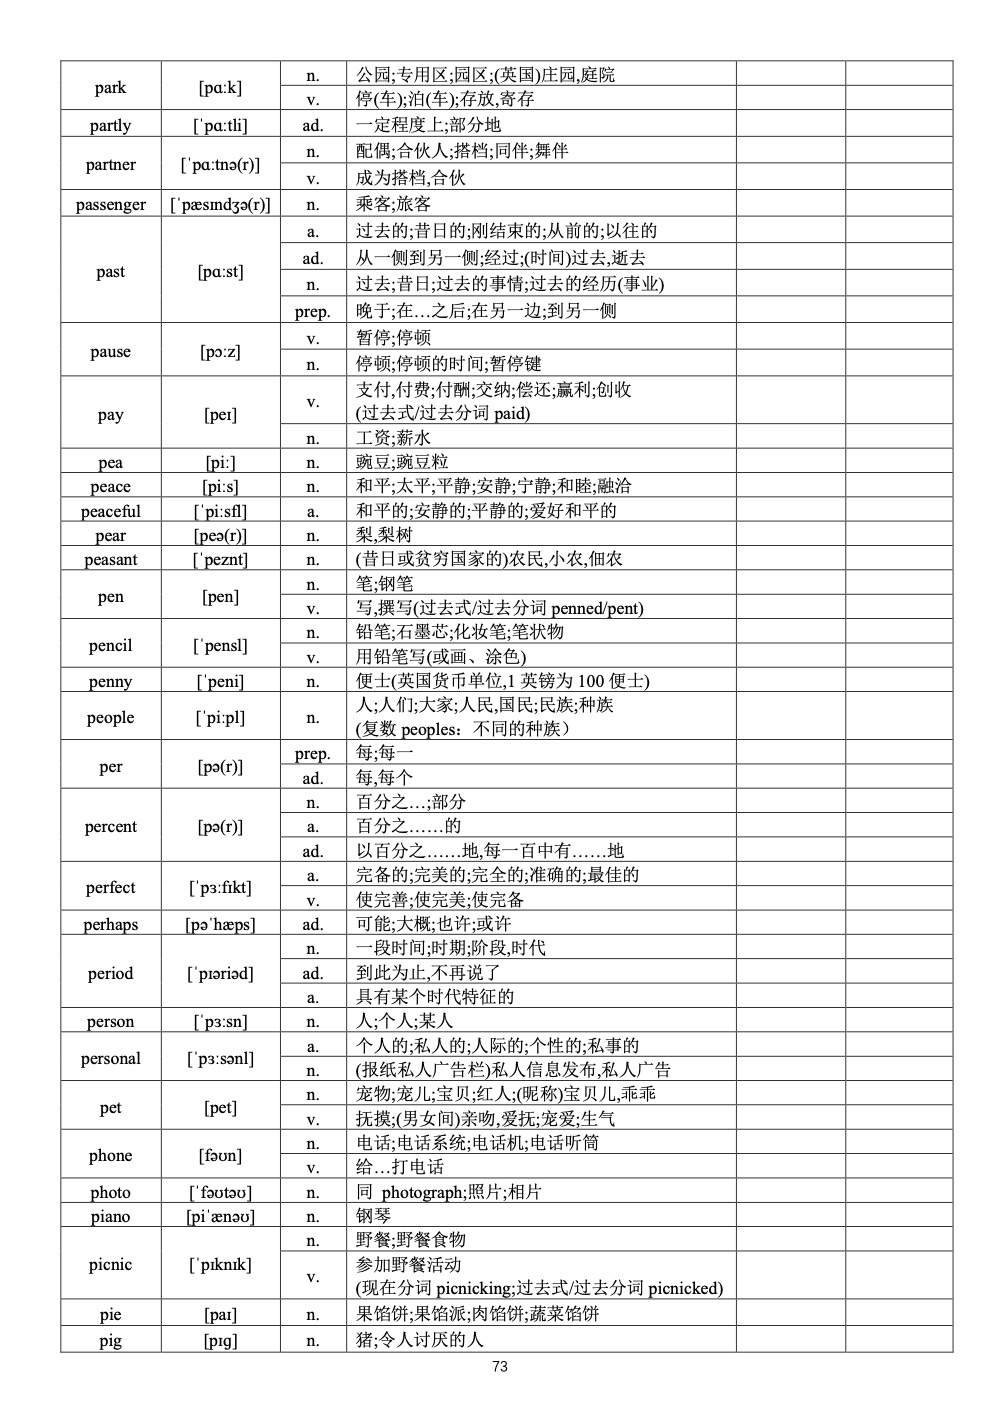 park [pɑːk] n. 公园;专用区;园区;(英国)庄园,庭院
v. 停(车);泊(车);存放,寄存
partly [ˈpɑːtli] ad. 一定程度上;部分地
partner [ˈpɑːtnə(r)] n. 配偶;合伙人;搭档;同伴;舞伴
v. 成为搭档,合伙
passenger [ˈpæsɪndʒə(r)] n. 乘客;旅客
past [pɑːst] a. 过去的;昔日的;刚结束的;从前的;以往的
ad. 从一侧到另一侧;经过;(时间)过去,逝去
n. 过去;昔日;过去的事情;过去的经历(事业)
prep. 晚于;在…之后;在另一边;到另一侧
pause [pɔːz] v. 暂停;停顿
n. 停顿;停顿的时间;暂停键
pay [peɪ] v. 支付,付费;付酬;交纳;偿还;赢利;创收
(过去式/过去分词 paid)
n. 工资;薪水
pea [piː] n. 豌豆;豌豆粒
peace [piːs] n. 和平;太平;平静;安静;宁静;和睦;融洽
peaceful [ˈpiːsfl] a. 和平的;安静的;平静的;爱好和平的
pear [peə(r)] n. 梨,梨树
peasant [ˈpeznt] n. (昔日或贫穷国家的)农民,小农,佃农
pen [pen] n. 笔;钢笔
v. 写,撰写(过去式/过去分词 penned/pent)
pencil [ˈpensl] n. 铅笔;石墨芯;化妆笔;笔状物
v. 用铅笔写(或画、涂色)
penny [ˈpeni] n. 便士(英国货币单位,1 英镑为 100 便士)
people [ˈpiːpl] n. 人;人们;大家;人民,国民;民族;种族
(复数 peoples：不同的种族）
per [pə(r)] prep. 每;每一
ad. 每,每个
percent [pə(r)] n. 百分之…;部分
a. 百分之……的
ad. 以百分之……地,每一百中有……地
perfect [ˈpɜːfɪkt] a. 完备的;完美的;完全的;准确的;最佳的
v. 使完善;使完美;使完备
perhaps [pəˈhæps] ad. 可能;大概;也许;或许
period [ˈpɪəriəd] n. 一段时间;时期;阶段,时代
ad. 到此为止,不再说了
a. 具有某个时代特征的
person [ˈpɜːsn] n. 人;个人;某人
personal [ˈpɜːsənl] a. 个人的;私人的;人际的;个性的;私事的
n. (报纸私人广告栏)私人信息发布,私人广告
pet [pet] n. 宠物;宠儿;宝贝;红人;(昵称)宝贝儿,乖乖
v. 抚摸;(男女间)亲吻,爱抚;宠爱;生气
phone [fəʊn] n. 电话;电话系统;电话机;电话听筒
v. 给…打电话
photo [ˈfəʊtəʊ] n. 同 photograph;照片;相片
piano [piˈænəʊ] n. 钢琴
picnic [ˈpɪknɪk] n. 野餐;野餐食物
v. 参加野餐活动
(现在分词 picnicking;过去式/过去分词 picnicked)
pie [paɪ] n. 果馅饼;果馅派;肉馅饼;蔬菜馅饼
pig [pɪɡ] n. 猪;令人讨厌的人
73